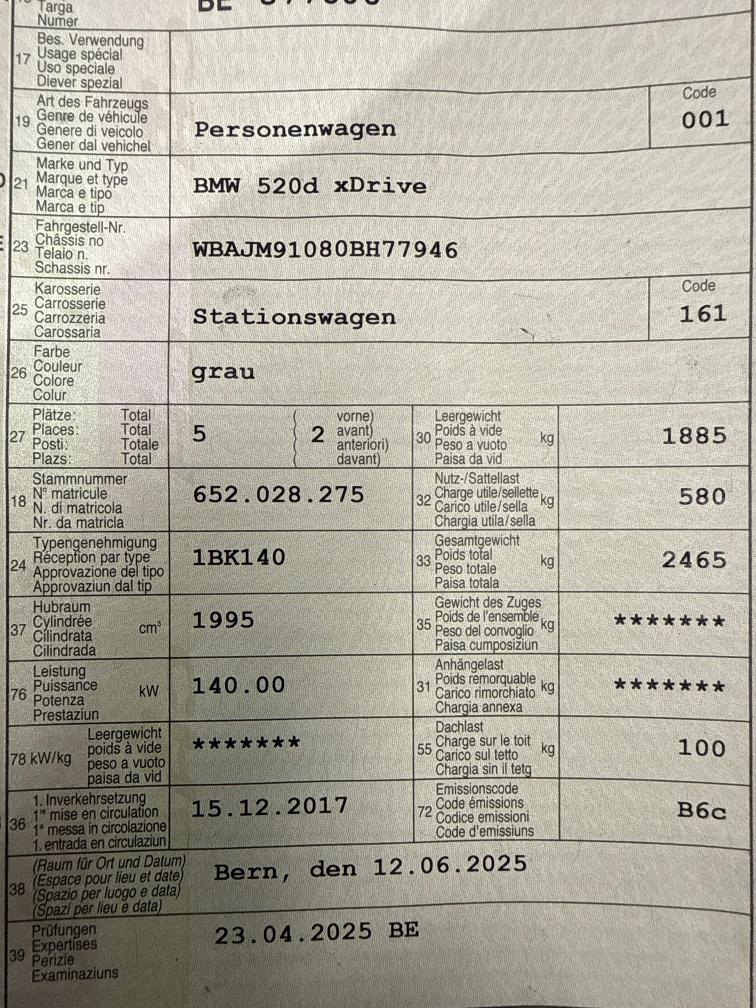 Targa
Numer
17 Bes. Verwendung
Usage spécial
Uso speciale
Diever spezial
19 Art des Fahrzeugs
Genre de véhicule
Genere di veicolo
Gener dal vehichel
Personenwagen
Code
001
21 Marke und Typ
Marque et type
Marca e tipo
Marca e tip
BMW 520d xDrive
23 Fahrgestell-Nr.
Châssis no
Telaio n.
Schassis nr.
WBAJM91080BH77946
25 Karosserie
Carrosserie
Carrozzeria
Carossaria
Stationswagen
Code
161
26 Farbe
Couleur
Colore
Colur
grau
27 Plätze: Total
Places: Total
Posti: Totale
Plazs: Total
5
2
vorne)
avant)
anteriori)
davant)
30 Leergewicht
Poids à vide
Peso a vuoto
Paisa da vid
kg
1885
18 Stammnummer
N° matricule
N. di matricola
Nr. da matricla
652.028.275
32 Nutz-/Sattellast
Charge utile/sellette
Carico utile/sella
Chargia utila/sella
kg
580
24 Typengenehmigung
Réception par type
Approvazione del tipo
Approvaziun dal tip
1BK140
33 Gesamtgewicht
Poids total
Peso totale
Paisa totala
kg
2465
37 Hubraum
Cylindrée
Cilindrata
Cilindrada
cm³
1995
35 Gewicht des Zuges
Poids de l'ensemble
Peso del convoglio
Paisa cumposiziun
kg
*******
76 Leistung
Puissance
Potenza
Prestaziun
kW
140.00
31 Anhängelast
Poids remorquable
Carico rimorchiato
Chargia annexa
kg
*******
78 kW/kg
Leergewicht
poids à vide
peso a vuoto
paisa da vid
*******
55 Dachlast
Charge sur le toit
Carico sul tetto
Chargia sin il tetg
kg
100
36 1. Inverkehrsetzung
1re mise en circulation
1a messa in circolazione
1. entrada en circulaziun
15.12.2017
72 Emissionscode
Code émissions
Codice emissioni
Code d'emissiuns
B6c
38 (Raum für Ort und Datum)
(Espace pour lieu et date)
(Spazio per luogo e data)
(Spazi per lieu e data)
Bern, den 12.06.2025
39 Prüfungen
Expertises
Perizie
Examinaziuns
23.04.2025 BE